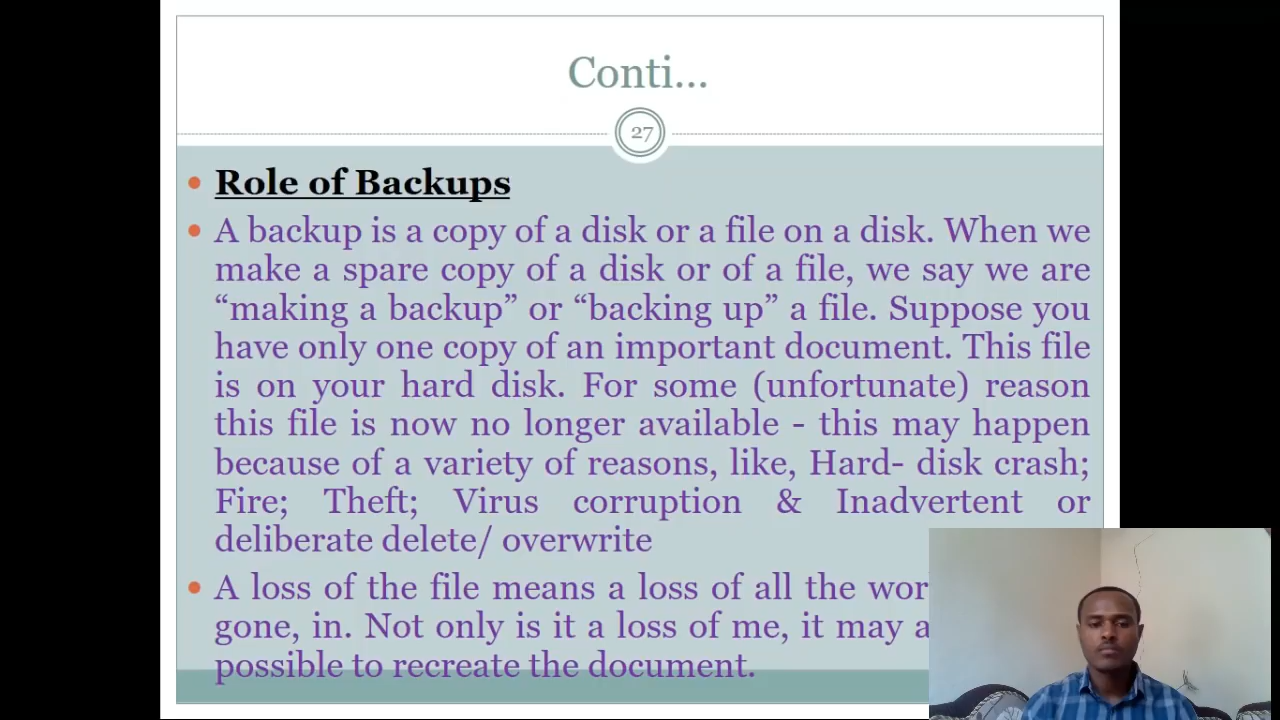 Conti...
27
Role of Backups
A backup is a copy of a disk or a file on a disk. When we
make a spare copy of a disk or of a file, we say we are
“making a backup” or “backing up” a file. Suppose you
have only one copy of an important document. This file
is on your hard disk. For some (unfortunate) reason
this file is now no longer available - this may happen
because of a variety of reasons, like, Hard- disk crash;
Fire; Theft; Virus corruption & Inadvertent or
deliberate delete/ overwrite
A loss of the file means a loss of all the
gone, in. Not only is it a loss of me, it may
possible to recreate the document.